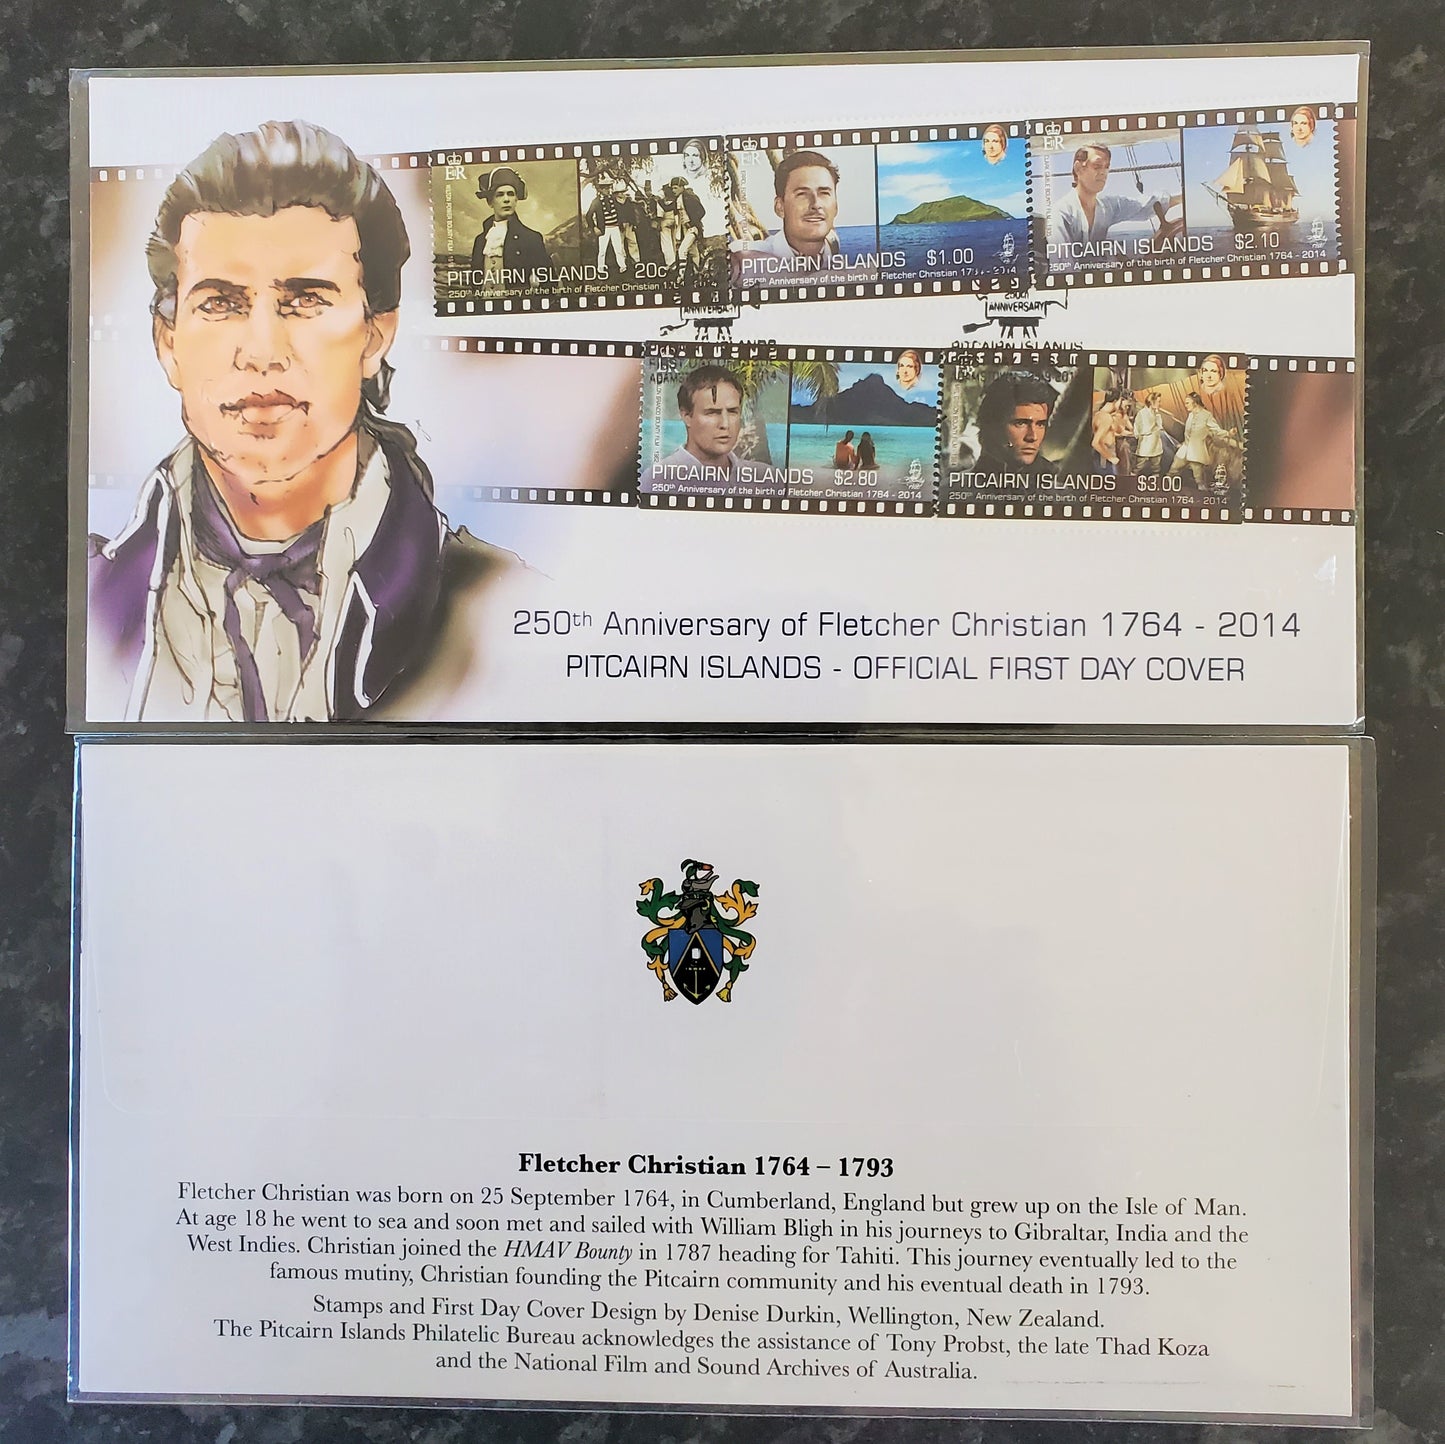 PITCAIRN ISLANDS 20c
250th Anniversary of the birth of Fletcher Christian 1764 - 2014
PITCAIRN ISLANDS $1.00
250th Anniversary of the birth of Fletcher Christian 1764 - 2014
PITCAIRN ISLANDS $2.10
250th Anniversary of the birth of Fletcher Christian 1764 - 2014
ANNIVERSARY
ANNIVERSARY
PITCAIRN ISLANDS
PITCAIRN ISLANDS $2.80
250th Anniversary of the birth of Fletcher Christian 1764 - 2014
PITCAIRN ISLANDS $3.00
250th Anniversary of the birth of Fletcher Christian 1764 - 2014
250th Anniversary of Fletcher Christian 1764 - 2014
PITCAIRN ISLANDS - OFFICIAL FIRST DAY COVER
Fletcher Christian 1764 – 1793
Fletcher Christian was born on 25 September 1764, in Cumberland, England but grew up on the Isle of Man.
At age 18 he went to sea and soon met and sailed with William Bligh in his journeys to Gibraltar, India and the
West Indies. Christian joined the HMAV Bounty in 1787 heading for Tahiti. This journey eventually led to the
famous mutiny, Christian founding the Pitcairn community and his eventual death in 1793.
Stamps and First Day Cover Design by Denise Durkin, Wellington, New Zealand.
The Pitcairn Islands Philatelic Bureau acknowledges the assistance of Tony Probst, the late Thad Koza
and the National Film and Sound Archives of Australia.